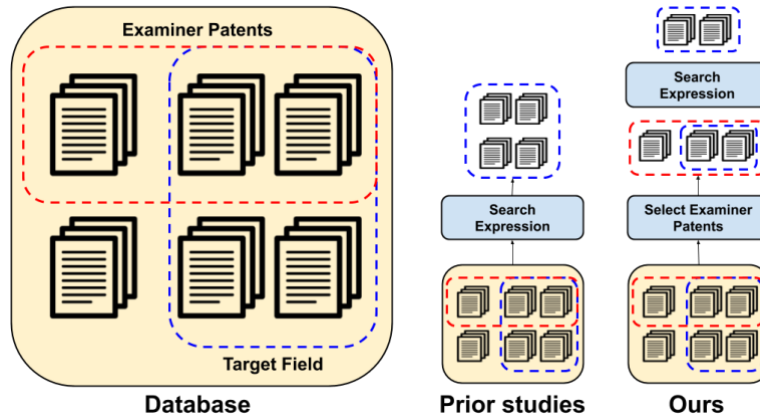 Examiner Patents
Target Field
Database
Search
Expression
Prior studies
Search
Expression
Select Examiner
Patents
Ours